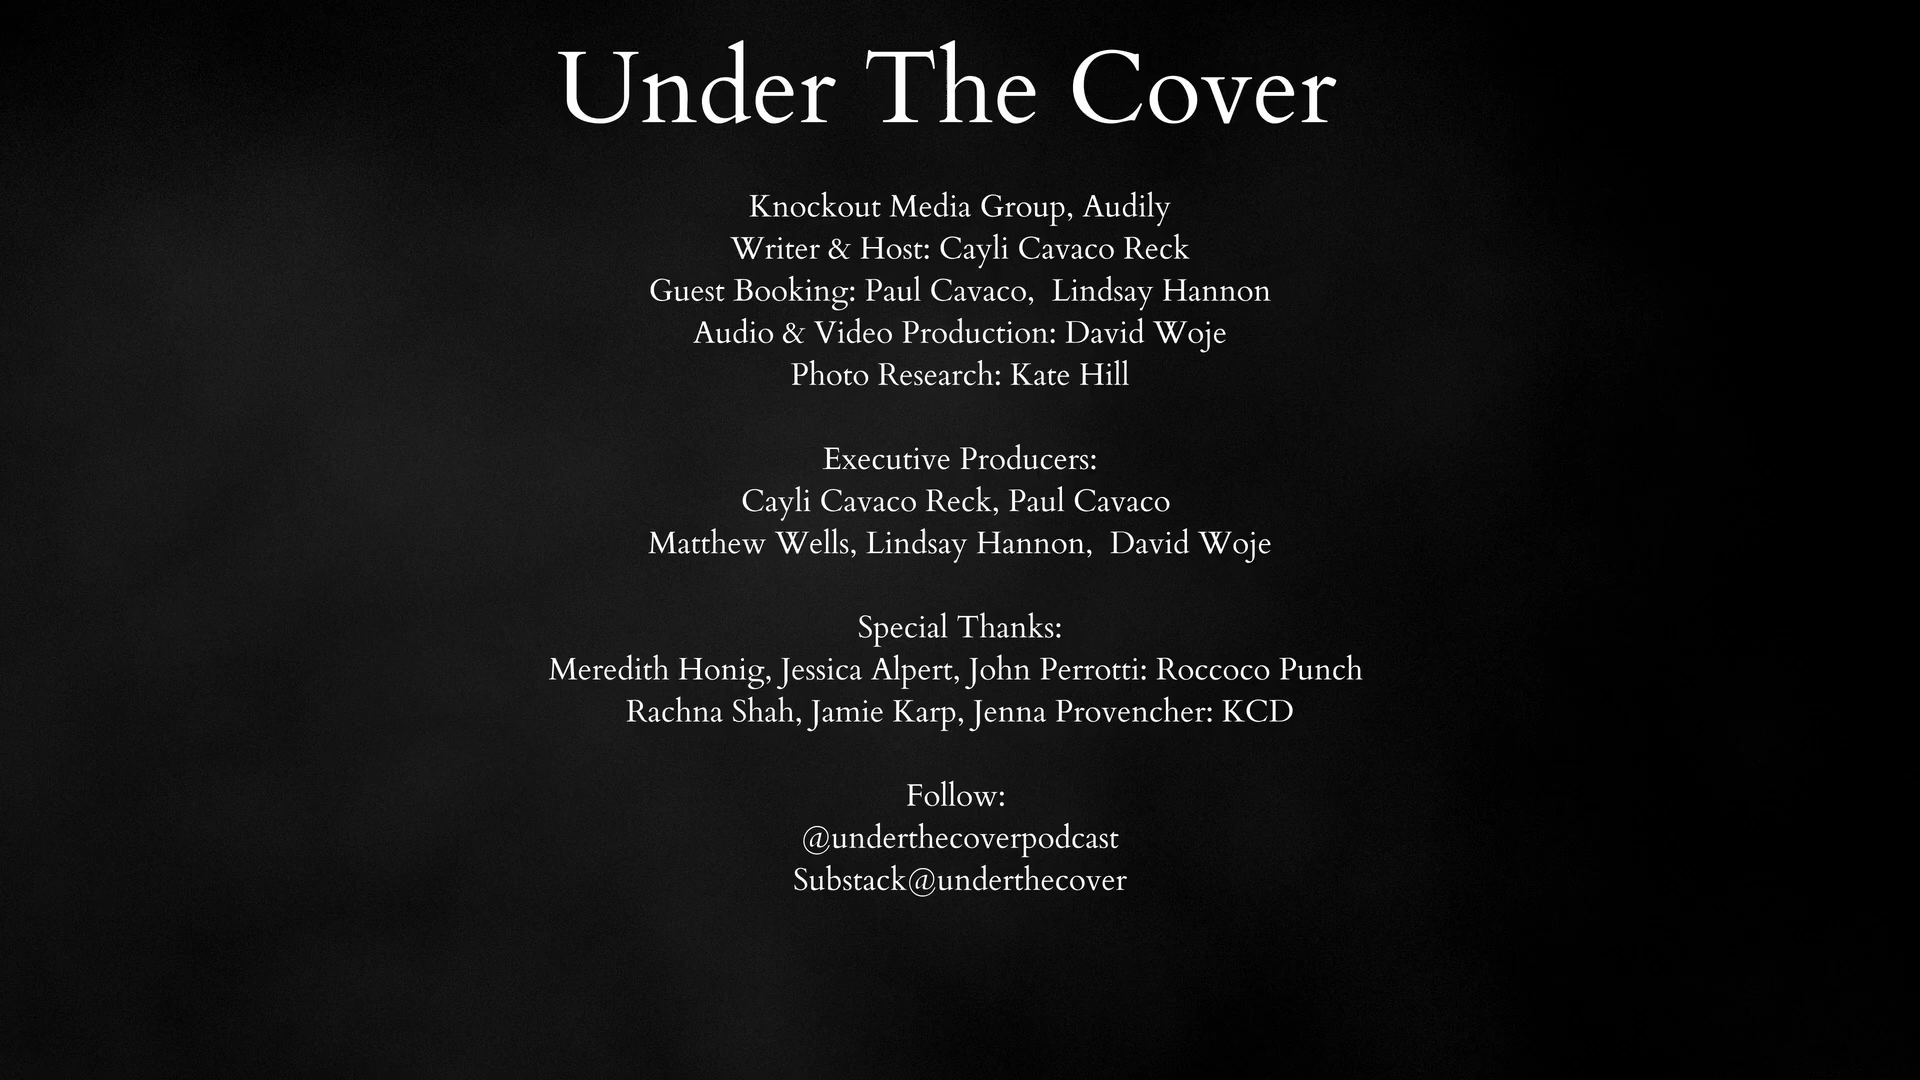 Under The Cover
Knockout Media Group, Audily
Writer & Host: Cayli Cavaco Reck
Guest Booking: Paul Cavaco,  Lindsay Hannon
Audio & Video Production: David Woje
Photo Research: Kate Hill
Executive Producers:
Cayli Cavaco Reck, Paul Cavaco
Matthew Wells, Lindsay Hannon,  David Woje
Special Thanks:
Meredith Honig, Jessica Alpert, John Perrotti: Roccoco Punch
Rachna Shah, Jamie Karp, Jenna Provencher: KCD
Follow:
@underthecoverpodcast
Substack@underthecover